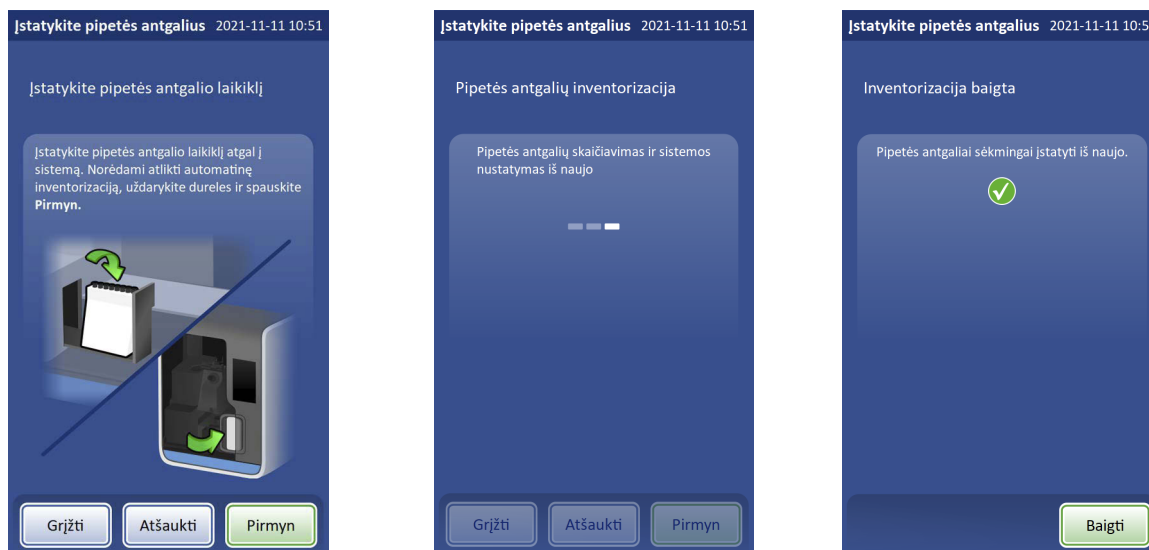 Įstatykite pipetės antgalius 2021-11-11 10:51
Įstatykite pipetės antgalio laikiklį
Įstatykite pipetės antgalio laikiklį atgal į
sistemą. Norėdami atlikti automatinę
inventorizaciją, uždarykite dureles ir spauskite
Pirmyn.
Grįžti Atšaukti Pirmyn
Įstatykite pipetės antgalius 2021-11-11 10:51
Pipetės antgalių inventorizacija
Pipetės antgalių skaičiavimas ir sistemos
nustatymas iš naujo
Grįžti Atšaukti Pirmyn
Įstatykite pipetės antgalius 2021-11-11 10:5
Inventorizacija baigta
Pipetės antgaliai sėkmingai įstatyti iš naujo.
Baigti